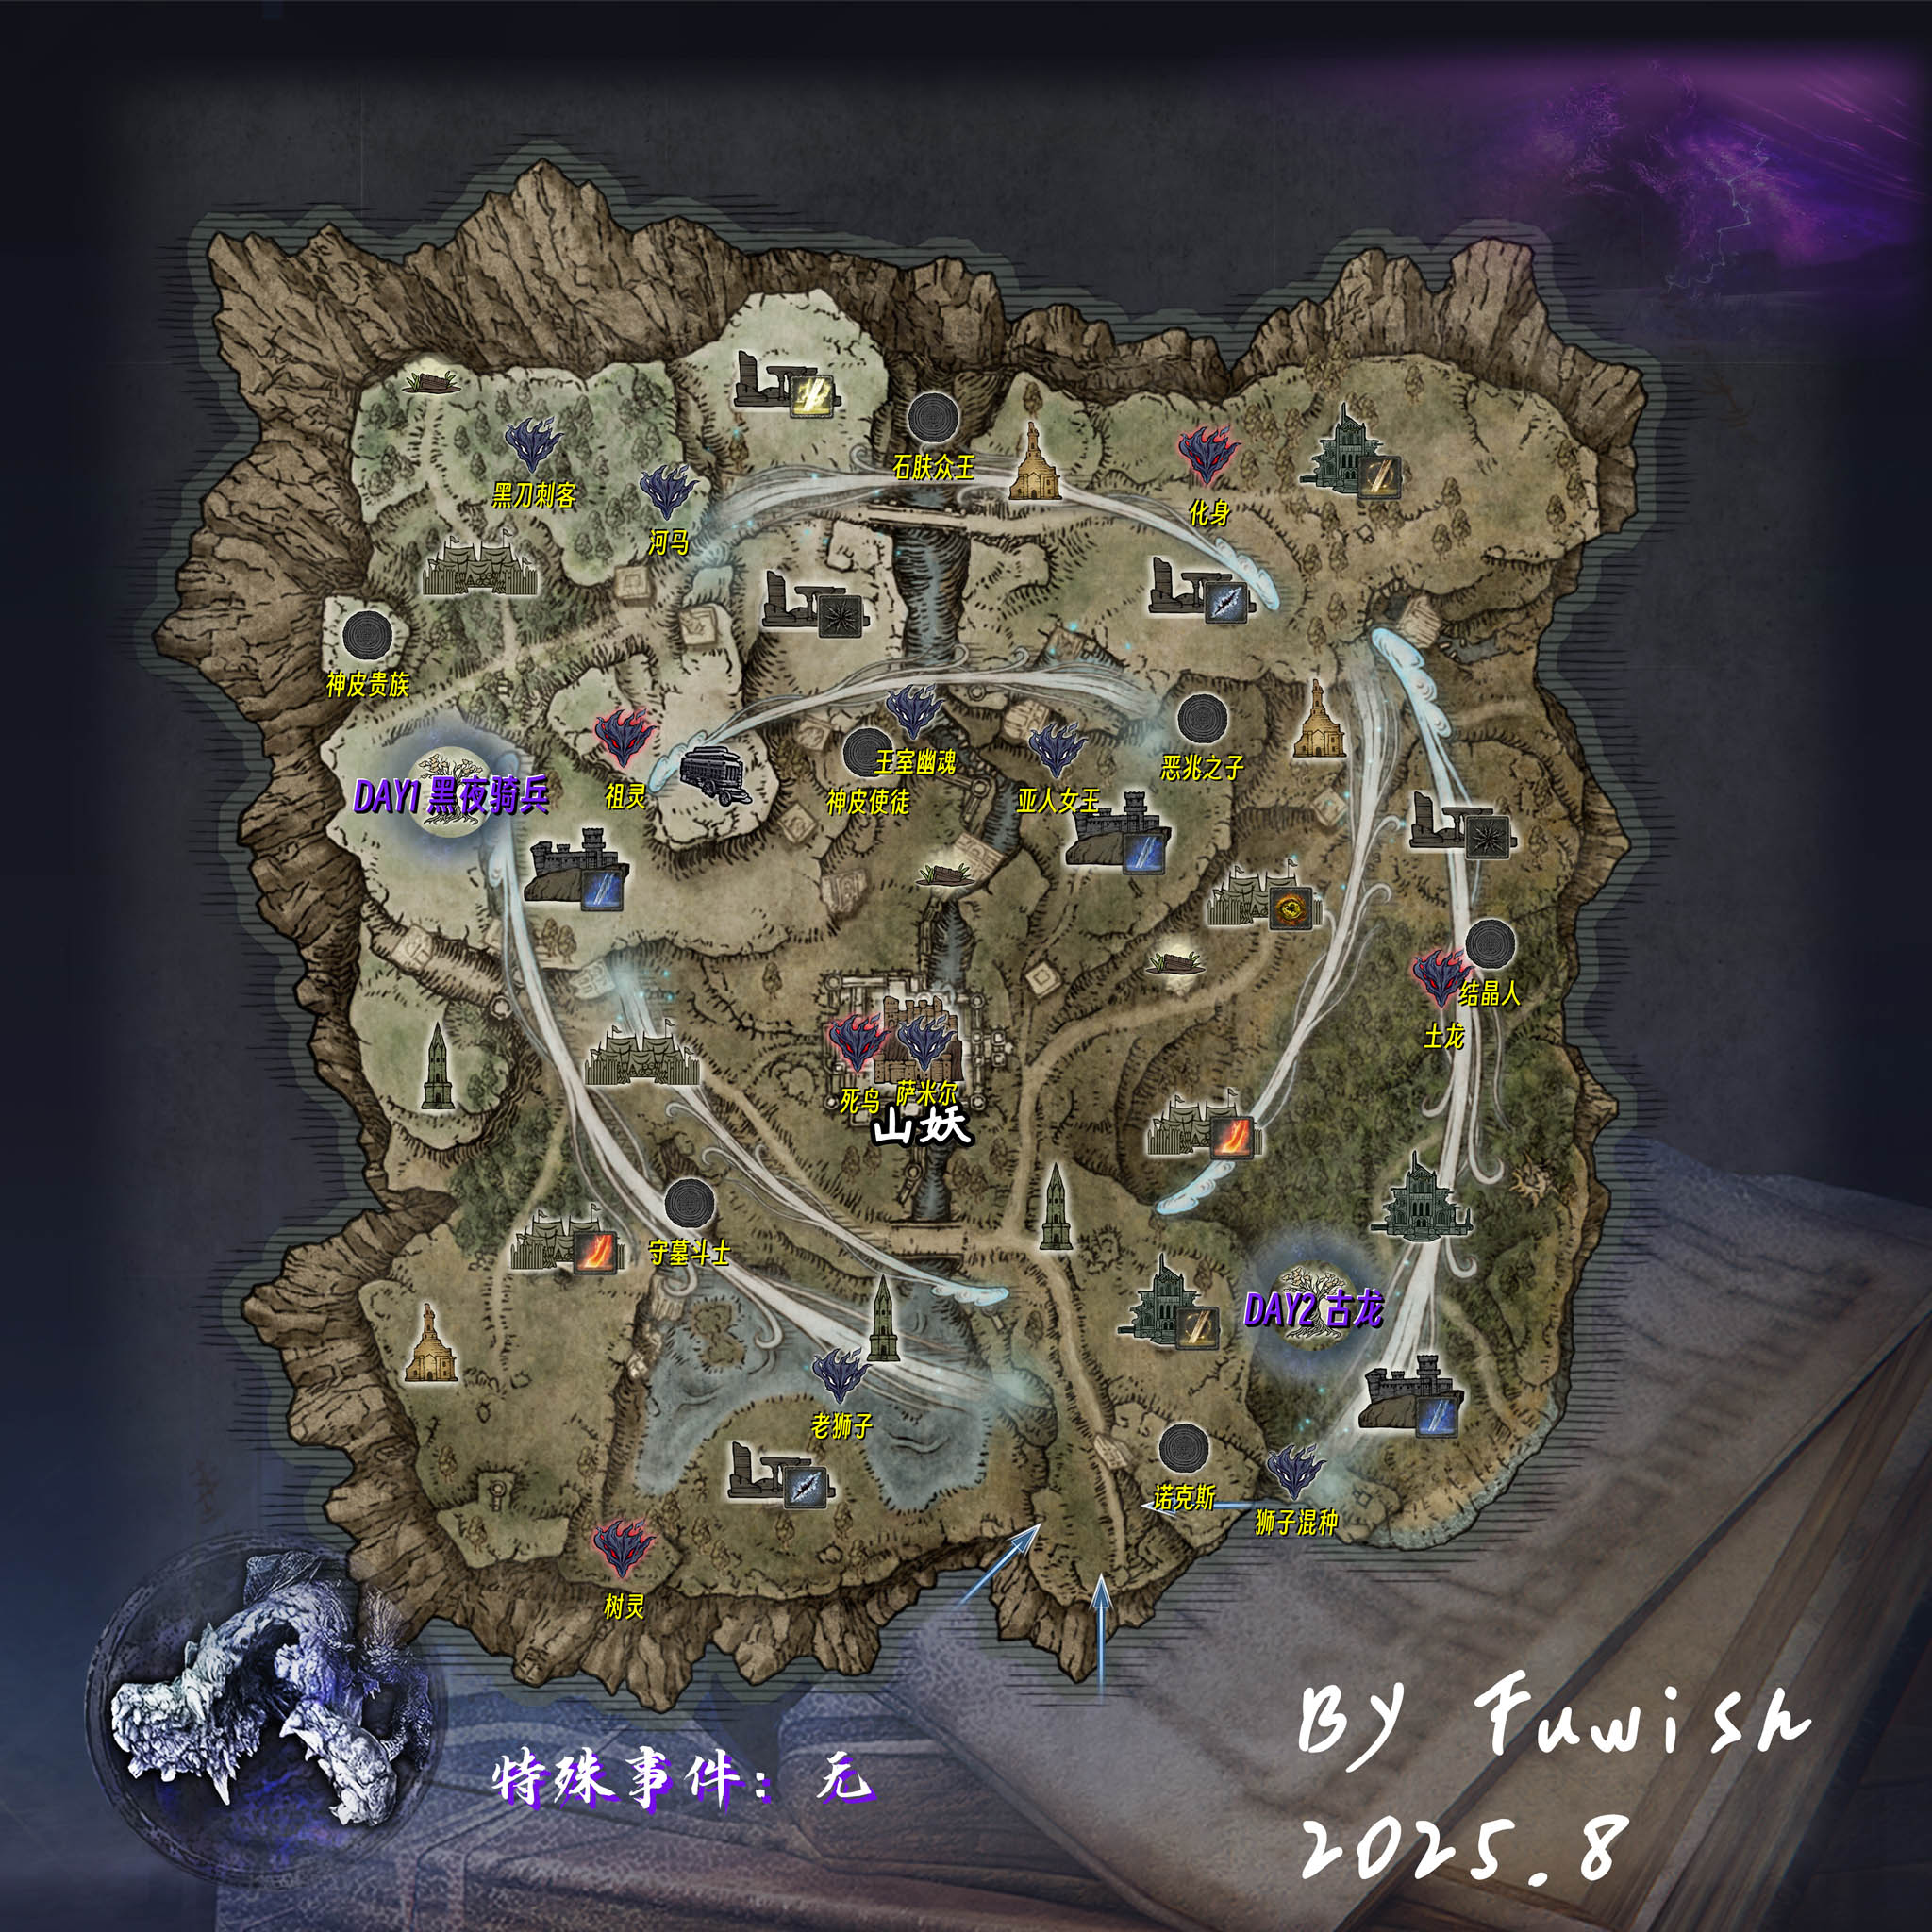 石肤众王
黑刀刺客
河马
化身
神皮贵族
DAY1 黑夜骑兵
祖灵
王室幽魂
神皮使徒
亚人女王
恶兆之子
结晶人
土龙
死鸟
萨米尔
山妖
守墓斗士
DAY2 古龙
老狮子
诺克斯
狮子混种
树灵
特殊事件：无
By Fuwish
2025.8